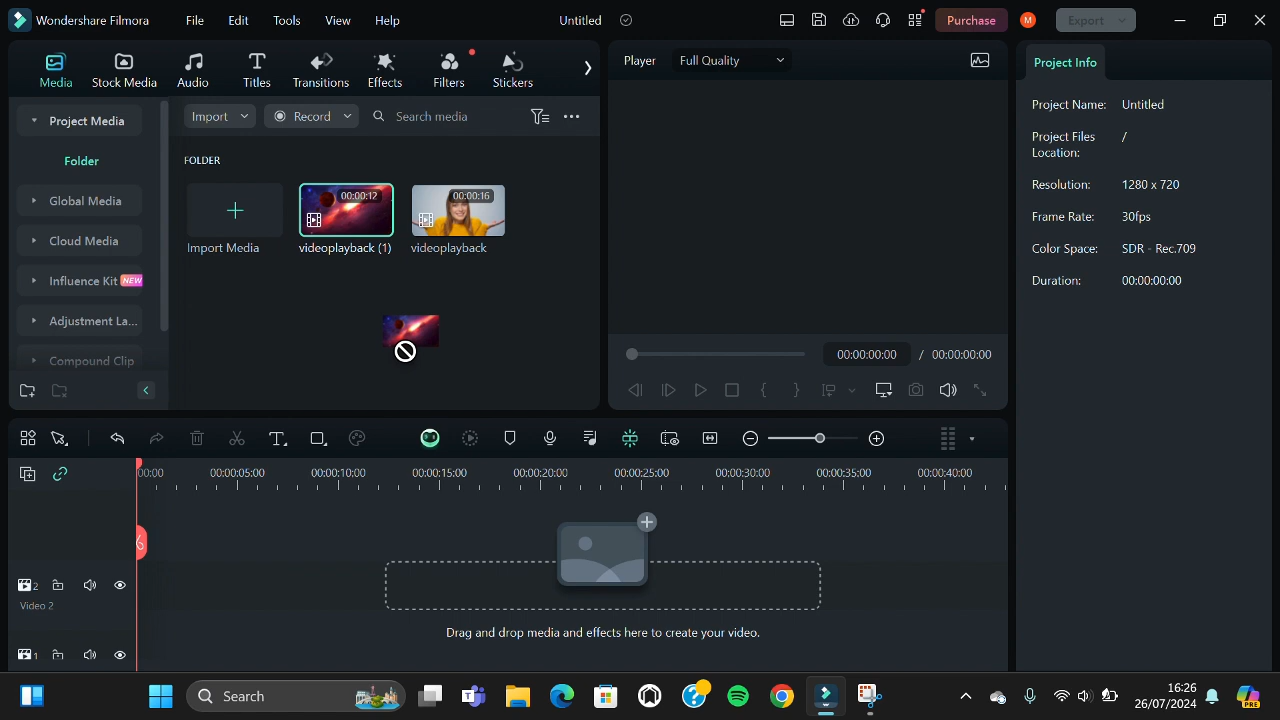 Wondershare Filmora File Edit Tools View Help Untitled Purchase M Export
Media Stock Media Audio Titles Transitions Effects Filters Stickers
Player Full Quality
Project Info
Project Media
Folder
Global Media
Cloud Media
Influence Kit NEW
Adjustment La...
Compound Clip
Import Record Search media
FOLDER
00:00:12 00:00:16
Import Media videoplayback (1) videoplayback
00:00:00:00 / 00:00:00:00
Project Name: Untitled
Project Files Location: /
Resolution: 1280 x 720
Frame Rate: 30fps
Color Space: SDR - Rec.709
Duration: 00:00:00:00
00:00 00:00:05:00 00:00:10:00 00:00:15:00 00:00:20:00 00:00:25:00 00:00:30:00 00:00:35:00 00:00:40:00
6
2
Video 2
1
Drag and drop media and effects here to create your video.
Search
PRE
16:26
26/07/2024